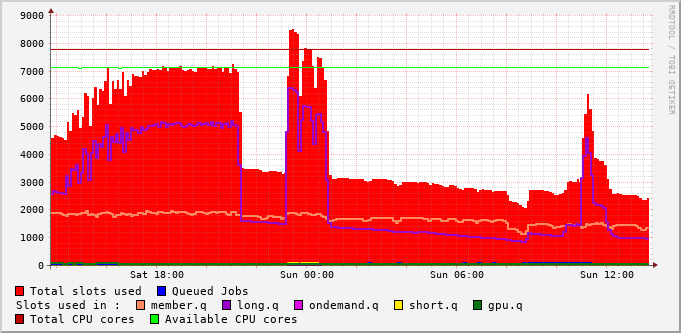 9000
8000
7000
6000
5000
4000
3000
2000
1000
0
Sat 18:00 Sun 00:00 Sun 06:00 Sun 12:00
RRDTOOL / TOBI OETIKER
Total slots used Queued Jobs
Slots used in : member.q long.q ondemand.q short.q gpu.q
Total CPU cores Available CPU cores